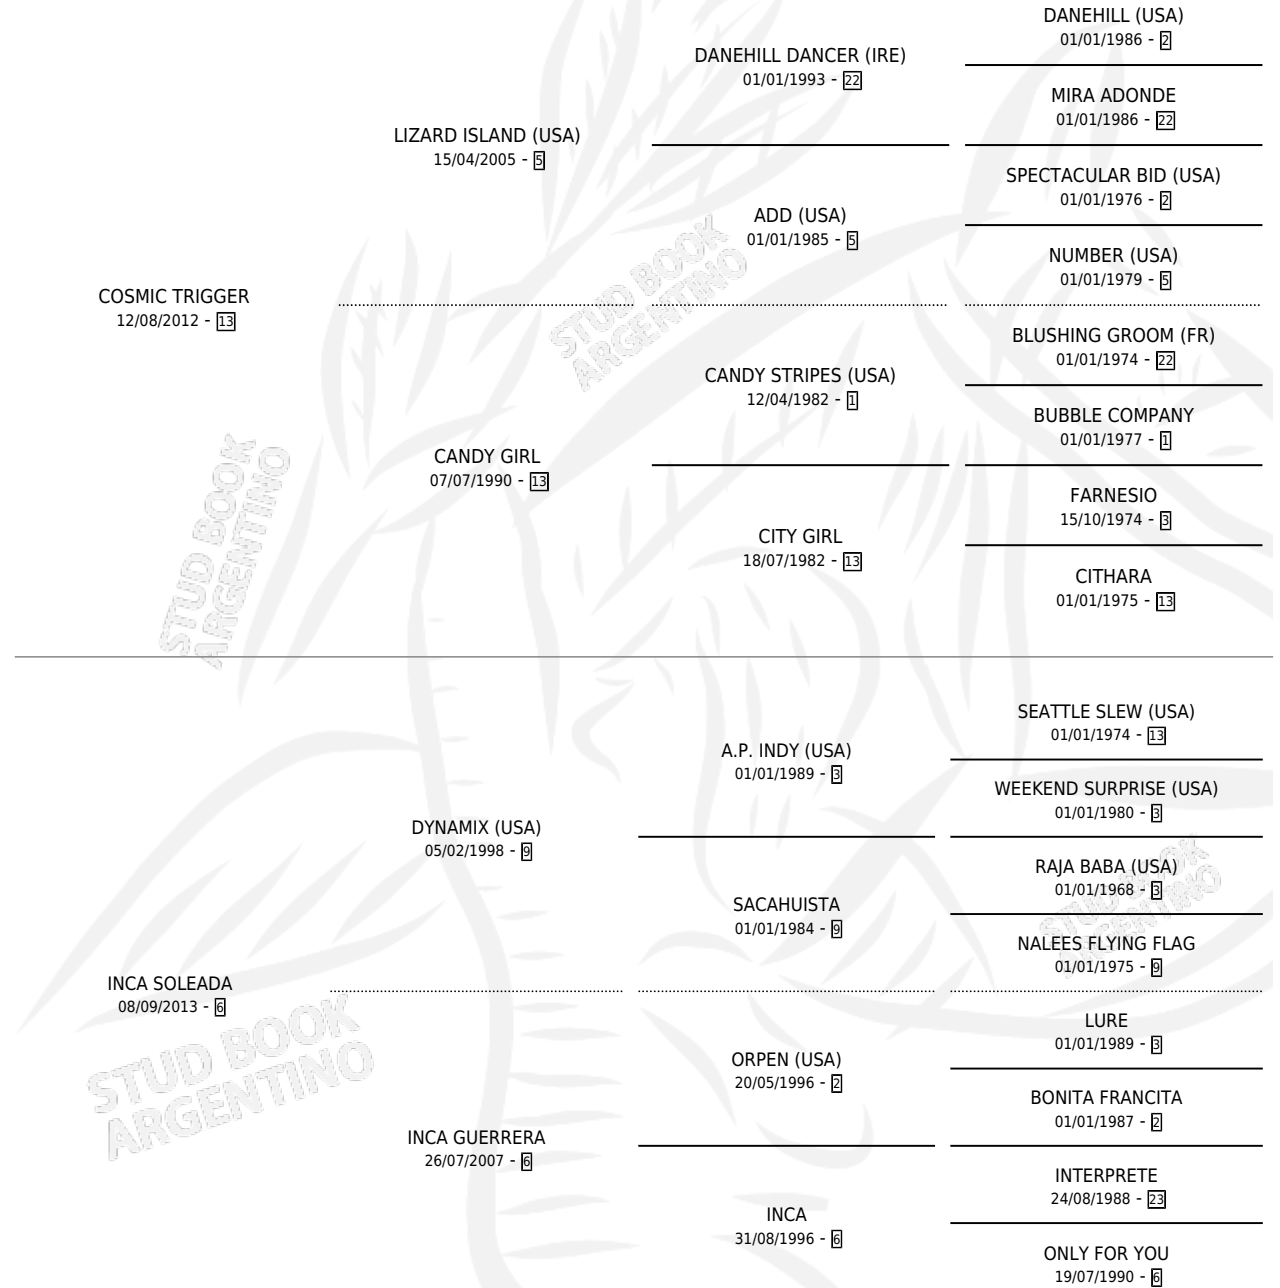 COSMIC TRIGGER
12/08/2012 - 13
LIZARD ISLAND (USA)
15/04/2005 - 5
DANEHILL DANCER (IRE)
01/01/1993 - 22
DANEHILL (USA)
01/01/1986 - 2
MIRA ADONDE
01/01/1986 - 22
ADD (USA)
01/01/1985 - 5
SPECTACULAR BID (USA)
01/01/1976 - 2
NUMBER (USA)
01/01/1979 - 5
CANDY GIRL
07/07/1990 - 13
CANDY STRIPES (USA)
12/04/1982 - 1
BLUSHING GROOM (FR)
01/01/1974 - 22
BUBBLE COMPANY
01/01/1977 - 1
CITY GIRL
18/07/1982 - 13
FARNESIO
15/10/1974 - 3
CITHARA
01/01/1975 - 13
INCA SOLEADA
08/09/2013 - 6
DYNAMIX (USA)
05/02/1998 - 9
A.P. INDY (USA)
01/01/1989 - 3
SEATTLE SLEW (USA)
01/01/1974 - 13
WEEKEND SURPRISE (USA)
01/01/1980 - 3
SACAHUISTA
01/01/1984 - 9
RAJA BABA (USA)
01/01/1968 - 3
NALEES FLYING FLAG
01/01/1975 - 9
INCA GUERRERA
26/07/2007 - 6
ORPEN (USA)
20/05/1996 - 2
LURE
01/01/1989 - 3
BONITA FRANCITA
01/01/1987 - 2
INCA
31/08/1996 - 6
INTERPRETE
24/08/1988 - 23
ONLY FOR YOU
19/07/1990 - 6
STUD BOOK
ARGENTINO
STUD BOOK
ARGENTINO
STUD BOOK
ARGENTINO
STUD BOOK
ARGENTINO